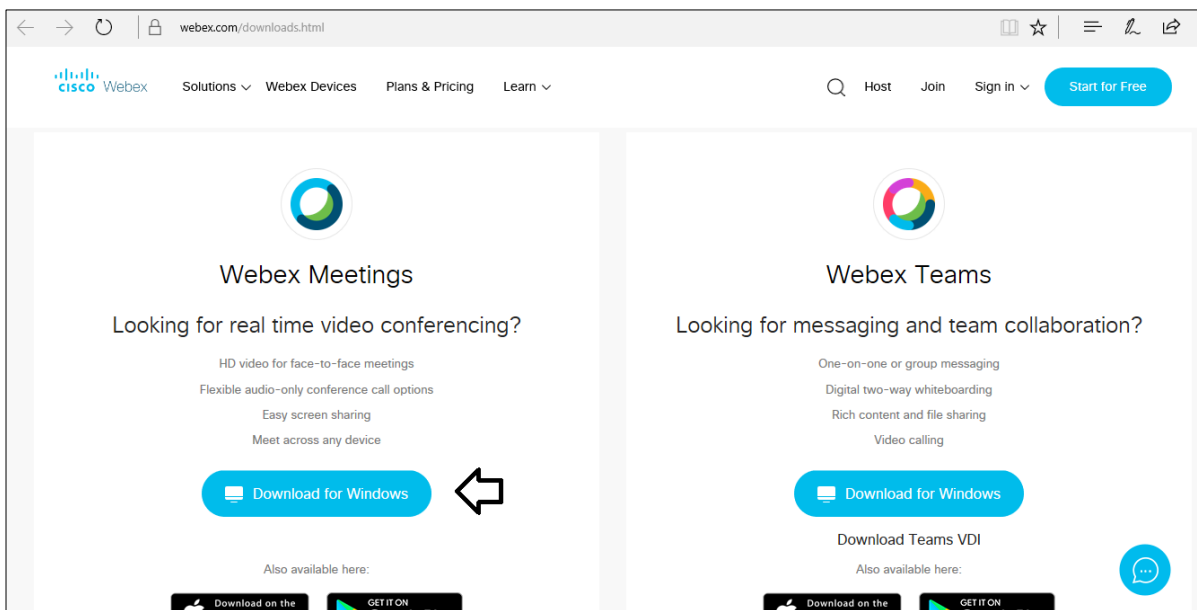 webex.com/downloads.html
CISCO Webex Solutions Webex Devices Plans & Pricing Learn Host Join Sign in Start for Free
Webex Meetings
Looking for real time video conferencing?
HD video for face-to-face meetings
Flexible audio-only conference call options
Easy screen sharing
Meet across any device
Download for Windows
Also available here:
Download on the
GET IT ON
Webex Teams
Looking for messaging and team collaboration?
One-on-one or group messaging
Digital two-way whiteboarding
Rich content and file sharing
Video calling
Download for Windows
Download Teams VDI
Also available here:
Download on the
GET IT ON